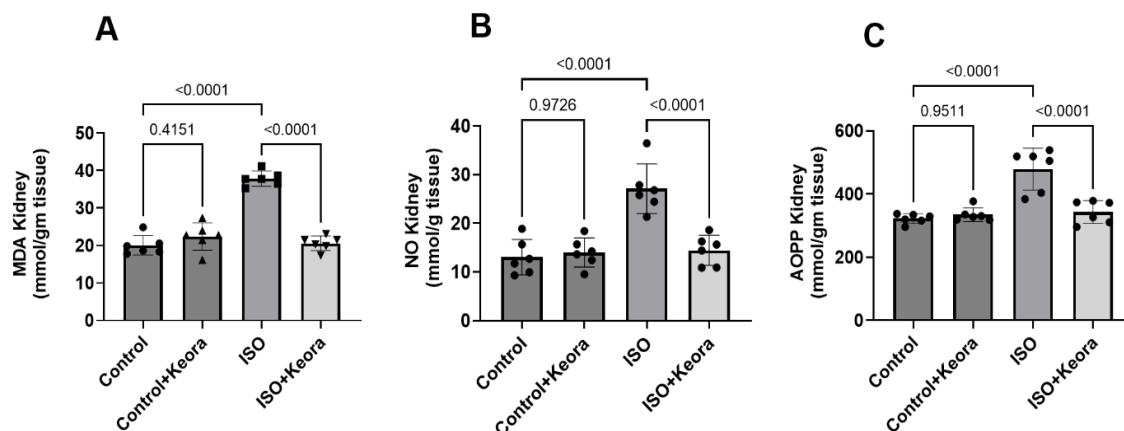 A
<0.0001
0.4151
<0.0001
MDA Kidney
(mmol/gm tissue)
50
40
30
20
10
0
Control
Control+Keora
ISO
ISO+Keora
B
<0.0001
0.9726
<0.0001
NO Kidney
(mmol/g tissue)
40
30
20
10
0
Control
Control+Keora
ISO
ISO+Keora
C
<0.0001
0.9511
<0.0001
AOPP Kidney
(mmol/gm tissue)
600
400
200
0
Control
Control+Keora
ISO
ISO+Keora